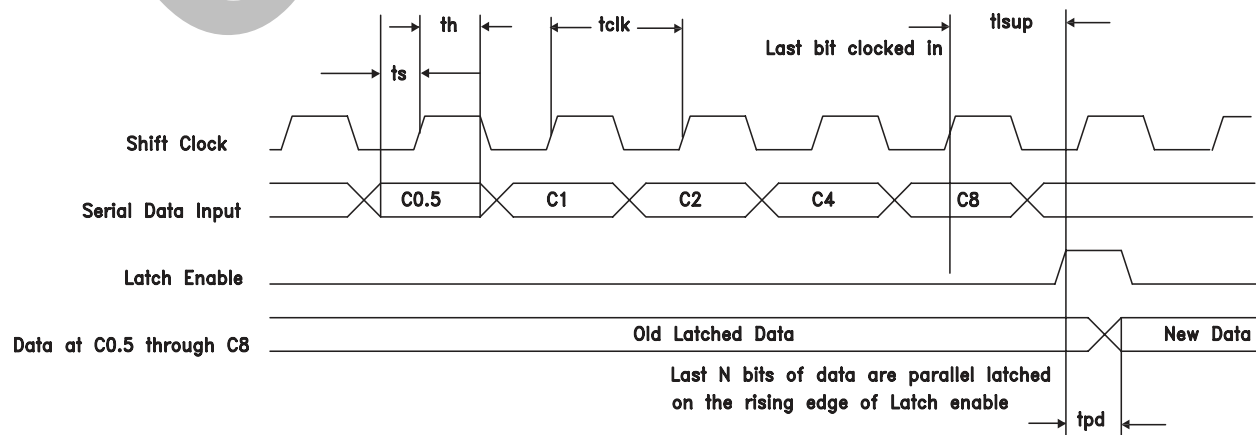 th
tclk
tlsup
Last bit clocked in
ts
Shift Clock
Serial Data Input
C0.5
C1
C2
C4
C8
Latch Enable
Data at C0.5 through C8
Old Latched Data
New Data
Last N bits of data are parallel latched
on the rising edge of Latch enable
tpd